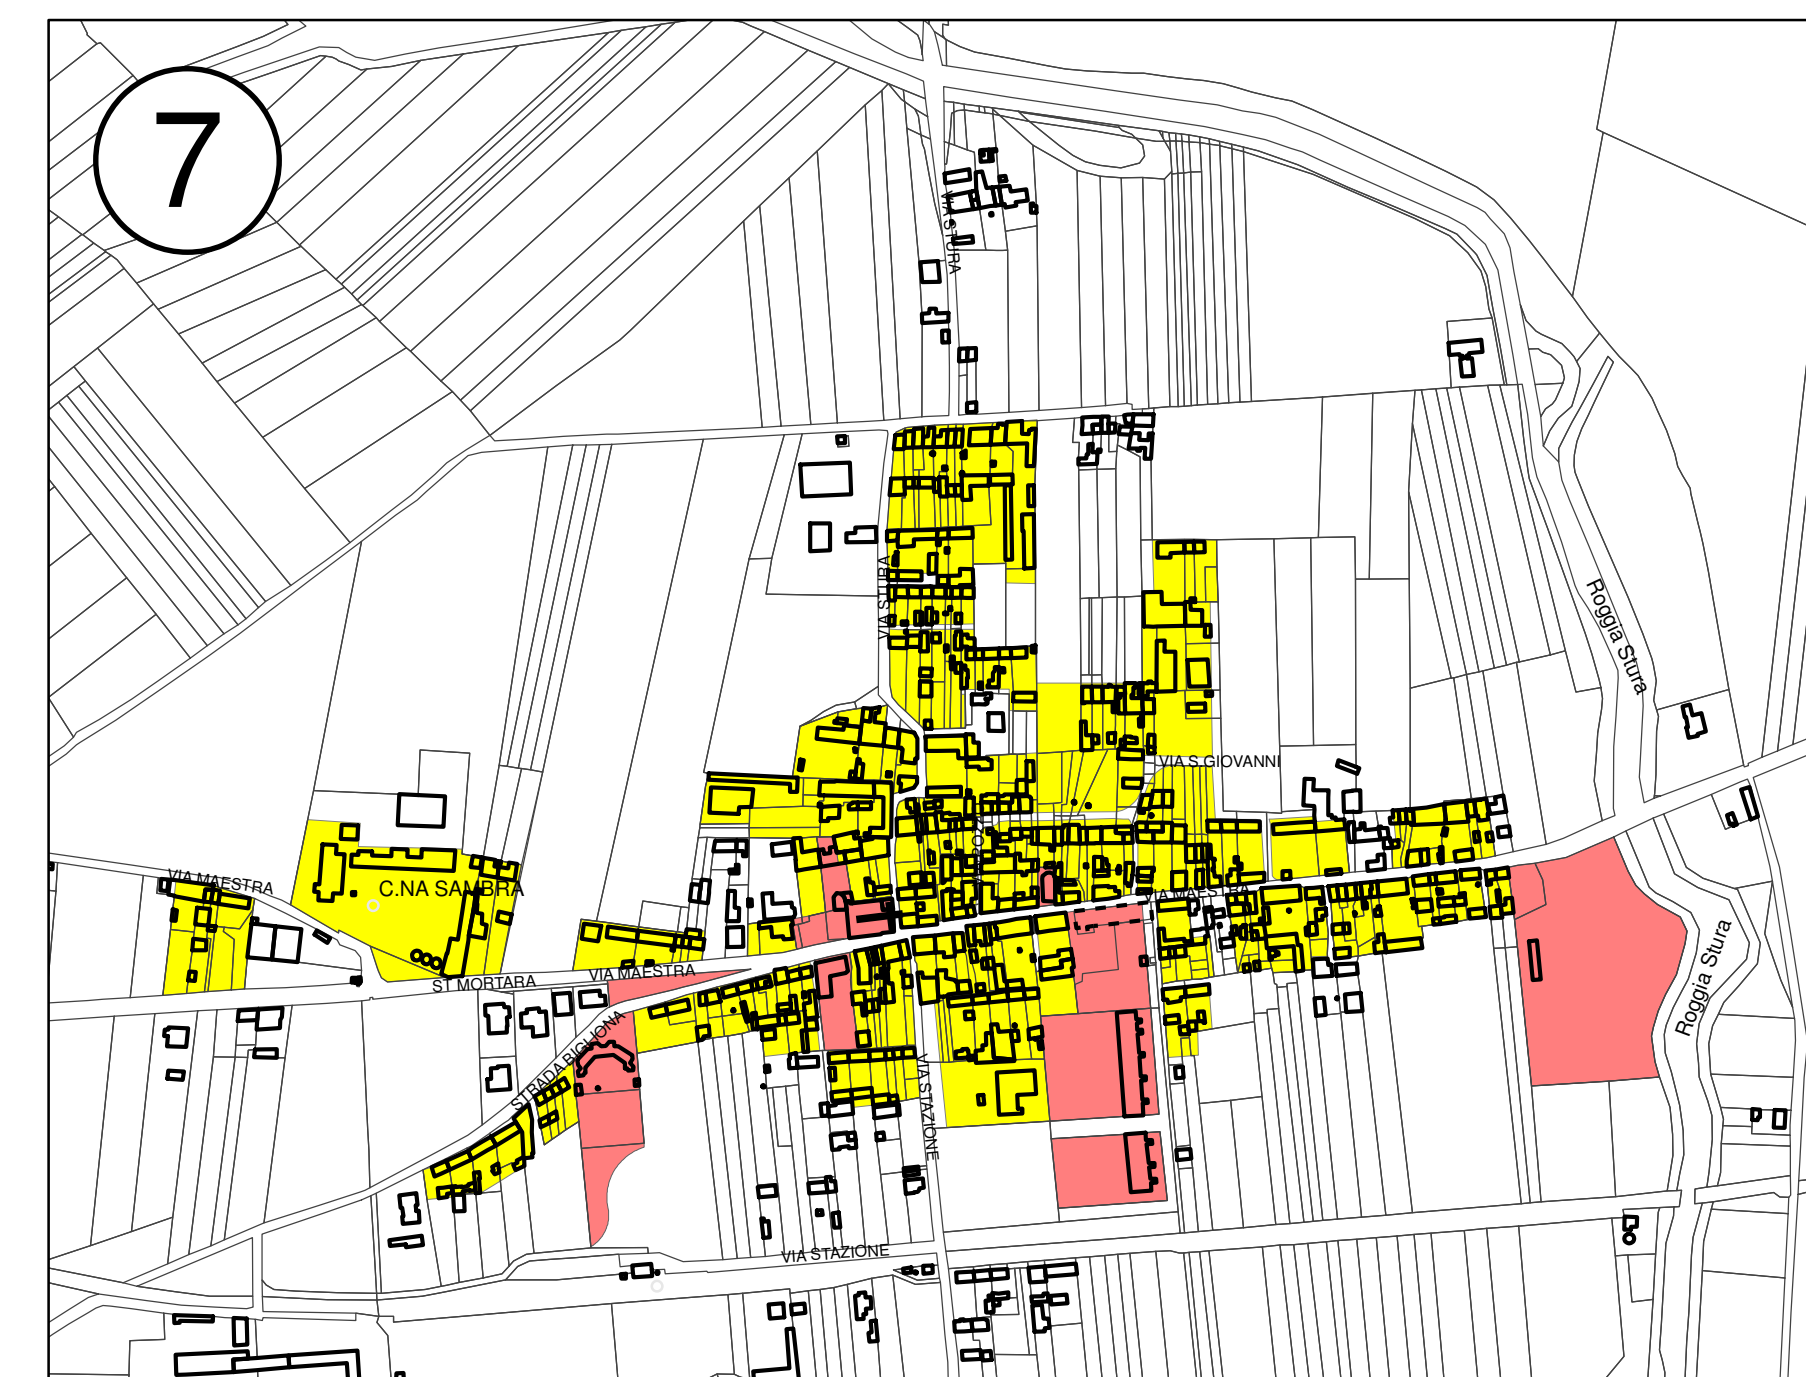 7
VIA STURA
VIA STURA
Roggia Stura
VIA S.GIOVANNI
VIA MAESTRA
C.NA SAMBRA
VIA MAESTRA
ST MORTARA
VIA MAESTRA
Roggia Stura
STRADA BIGLIONA
VIA STAZIONE
VIA STAZIONE